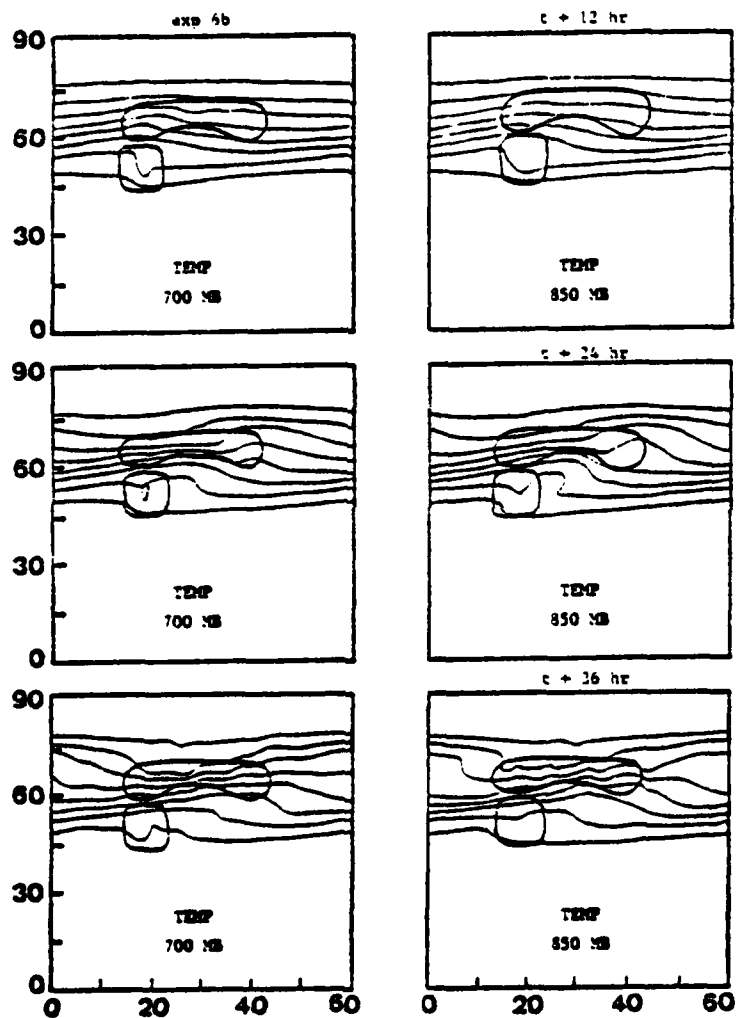 exp 6b
t + 12 hr
90
60
30
0
TEMP
700 MB
TEMP
850 MB
t + 24 hr
90
60
30
0
TEMP
700 MB
TEMP
850 MB
t + 36 hr
90
60
30
0
TEMP
700 MB
TEMP
850 MB
0 20 40 60
0 20 40 60